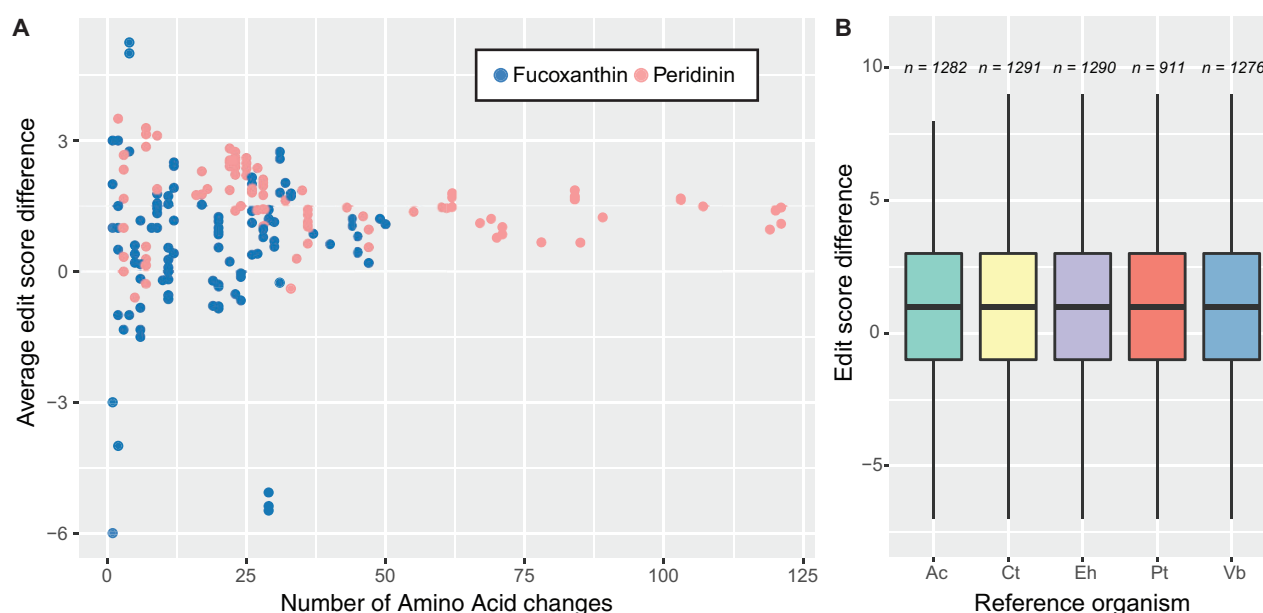 A
Fucoxanthin Peridinin
Average edit score difference
3
0
−3
−6
0 25 50 75 100 125
Number of Amino Acid changes
B
n = 1282 n = 1291 n = 1290 n = 911 n = 1276
Edit score difference
10
5
0
−5
Ac Ct Eh Pt Vb
Reference organism